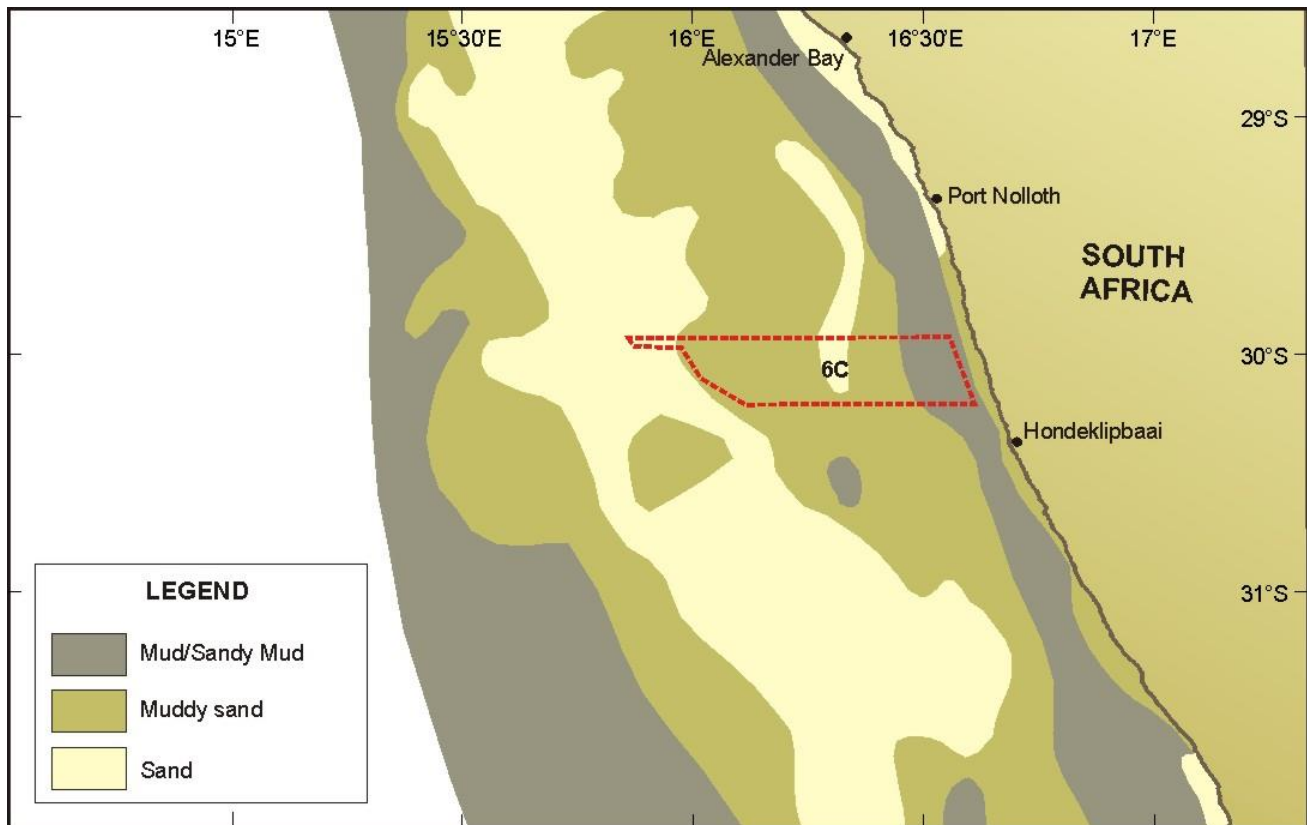 15°E
15°30'E
16°E
16°30'E
17°E
Alexander Bay
29°S
Port Nolloth
SOUTH
AFRICA
30°S
6C
Hondeklipbaai
LEGEND
31°S
Mud/Sandy Mud
Muddy sand
Sand